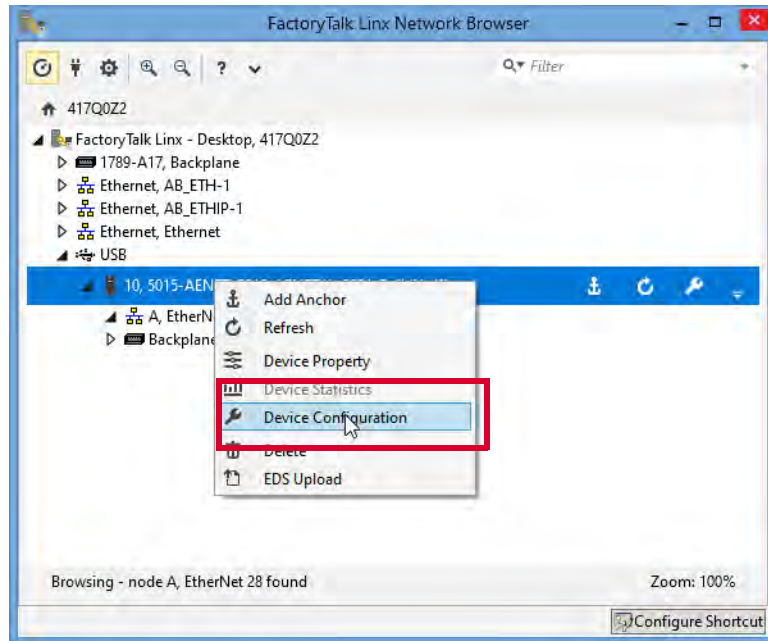 FactoryTalk Linx Network Browser
? Filter
417Q0Z2
FactoryTalk Linx - Desktop, 417Q0Z2
1789-A17, Backplane
Ethernet, AB_ETH-1
Ethernet, AB_ETHIP-1
Ethernet, Ethernet
USB
10, 5015-AEN
A, EtherN
Backplane
Add Anchor
Refresh
Device Property
Device Statistics
Device Configuration
Delete
EDS Upload
Browsing - node A, EtherNet 28 found
Zoom: 100%
Configure Shortcut